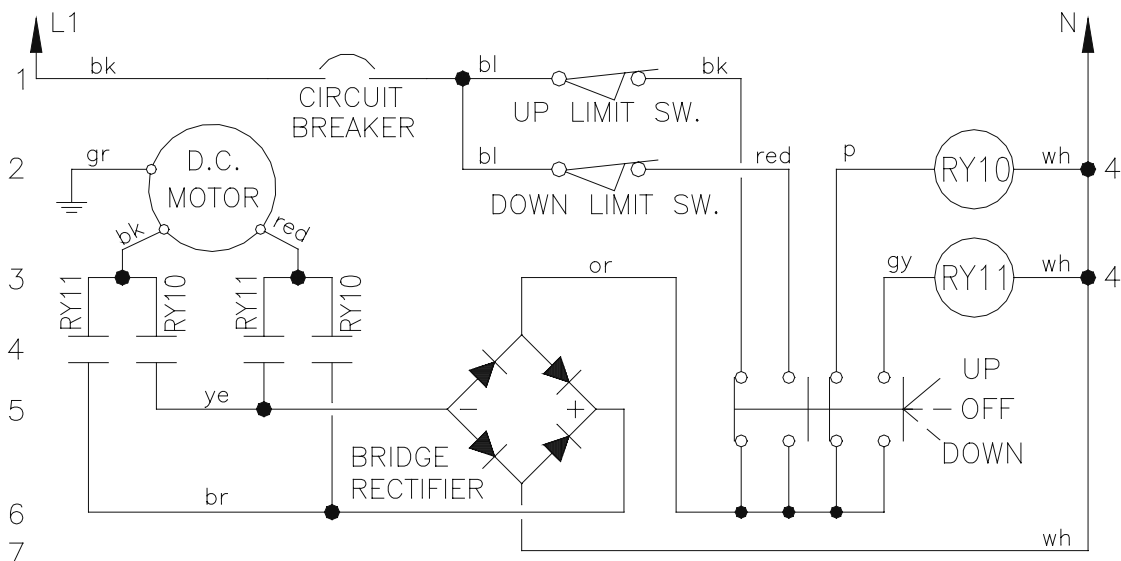 L1
N
1
bk
CIRCUIT
BREAKER
bl
UP LIMIT SW.
bk
2
gr
D.C.
MOTOR
bl
DOWN LIMIT SW.
red
p
RY10
wh
4
bk
red
3
RY11
RY10
RY11
RY10
or
gy
RY11
wh
4
4
UP
5
ye
−
+
OFF
DOWN
BRIDGE
RECTIFIER
6
br
7
wh